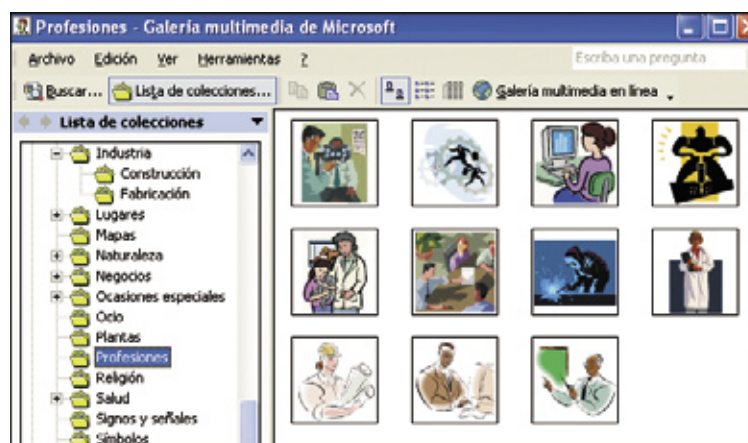 Profesiones - Galería multimedia de Microsoft
Archivo Edición Ver Herramientas ?
Escriba una pregunta
Buscar... Lista de colecciones... Galería multimedia en línea
Lista de colecciones
Industria
Construcción
Fabricación
Lugares
Mapas
Naturaleza
Negocios
Ocasiones especiales
Ocio
Plantas
Profesiones
Religión
Salud
Signos y señales
Símbolos